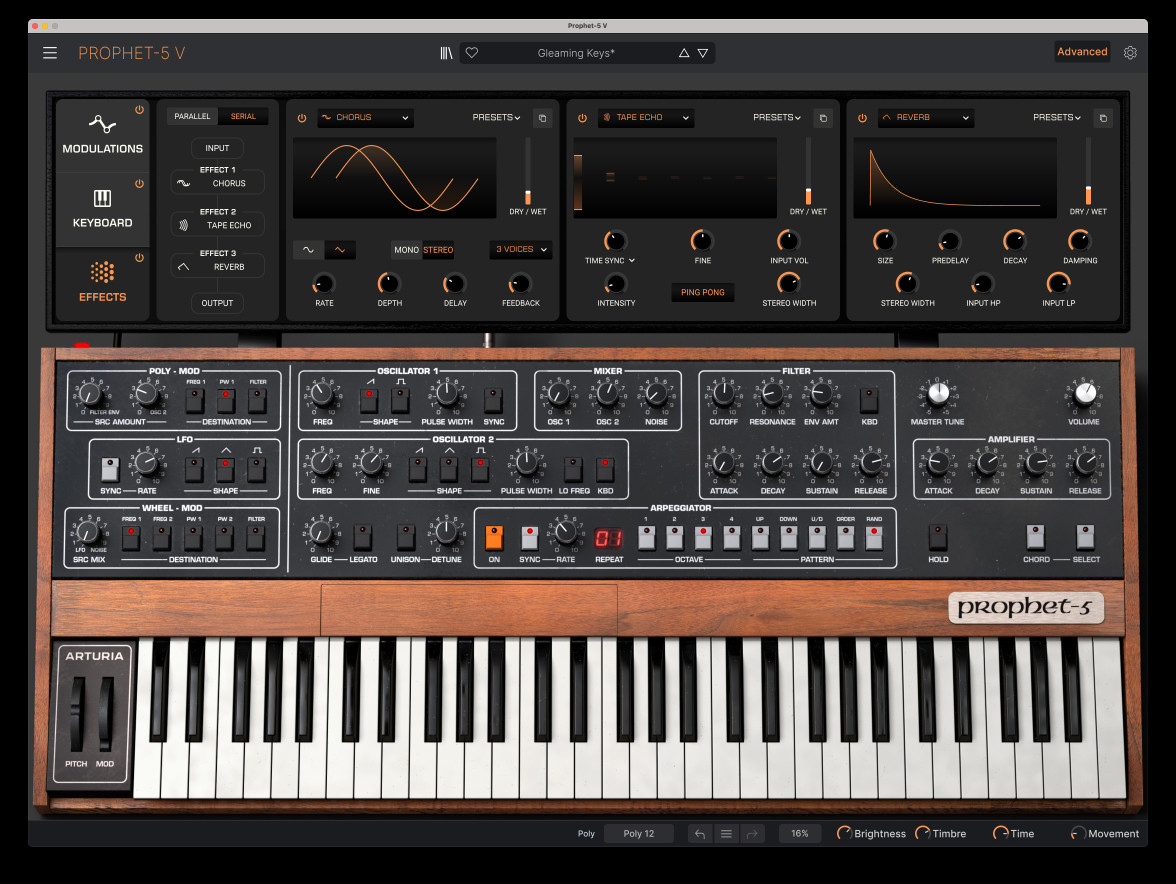 Prophet-5 V
PROPHET-5 V
Gleaming Keys*
Advanced
MODULATIONS
KEYBOARD
EFFECTS
PARALLEL SERIAL
INPUT
EFFECT 1
CHORUS
EFFECT 2
TAPE ECHO
EFFECT 3
REVERB
OUTPUT
CHORUS PRESETS
DRY / WET
MONO STEREO 3 VOICES
RATE DEPTH DELAY FEEDBACK
TAPE ECHO PRESETS
DRY / WET
TIME SYNC FINE INPUT VOL
INTENSITY PING PONG STEREO WIDTH
REVERB PRESETS
DRY / WET
SIZE PREDELAY DECAY DAMPING
STEREO WIDTH INPUT HP INPUT LP
POLY - MOD
FREQ 1 PW 1 FILTER
FILTER ENV OSC 2
SRC AMOUNT DESTINATION
LFO
SYNC RATE SHAPE
WHEEL - MOD
FREQ 1 FREQ 2 PW 1 PW 2 FILTER
LFO NOISE
SRC MIX DESTINATION
OSCILLATOR 1
FREQ SHAPE PULSE WIDTH SYNC
OSCILLATOR 2
FREQ FINE SHAPE PULSE WIDTH LO FREQ KBD
GLIDE LEGATO UNISON DETUNE
MIXER
OSC 1 OSC 2 NOISE
FILTER
CUTOFF RESONANCE ENV AMT KBD
ATTACK DECAY SUSTAIN RELEASE
MASTER TUNE VOLUME
AMPLIFIER
ATTACK DECAY SUSTAIN RELEASE
ARPEGGIATOR
1 2 3 4 UP DOWN U/D ORDER RAND
01
ON SYNC RATE REPEAT OCTAVE PATTERN
HOLD CHORD SELECT
prophet-5
ARTURIA
PITCH MOD
Poly Poly 12 16% Brightness Timbre Time Movement